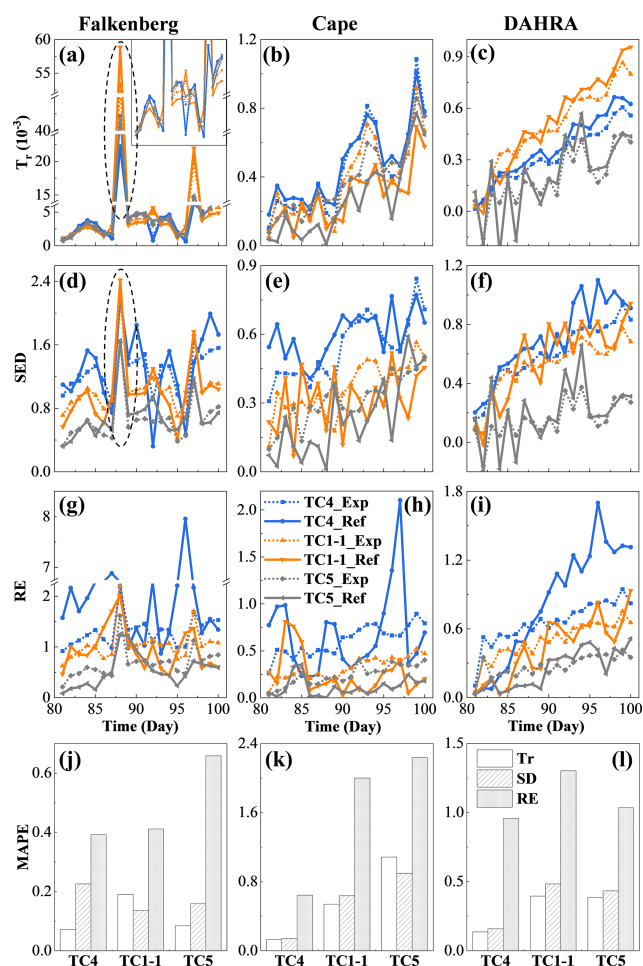 Falkenberg Cape DAHRA
(a) (b) (c)
60
55
40
20
15
10
5
0
Tr (10⁻³)
1.2
0.8
0.4
0.0
0.9
0.6
0.3
0.0
(d) (e) (f)
2.4
1.6
0.8
0.0
SED
0.9
0.6
0.3
0.0
1.2
0.8
0.4
0.0
(g) (h) (i)
8
7
2
1
0
RE
2.0
1.5
1.0
0.5
0.0
TC4_Exp
TC4_Ref
TC1-1_Exp
TC1-1_Ref
TC5_Exp
TC5_Ref
1.8
1.2
0.6
0.0
80 85 90 95 100 80 85 90 95 100 80 85 90 95 100
Time (Day) Time (Day) Time (Day)
(j) (k) (l)
0.6
0.4
0.2
0.0
MAPE
2.4
1.6
0.8
0.0
1.5
1.0
0.5
0.0
Tr
SD
RE
TC4 TC1-1 TC5 TC4 TC1-1 TC5 TC4 TC1-1 TC5